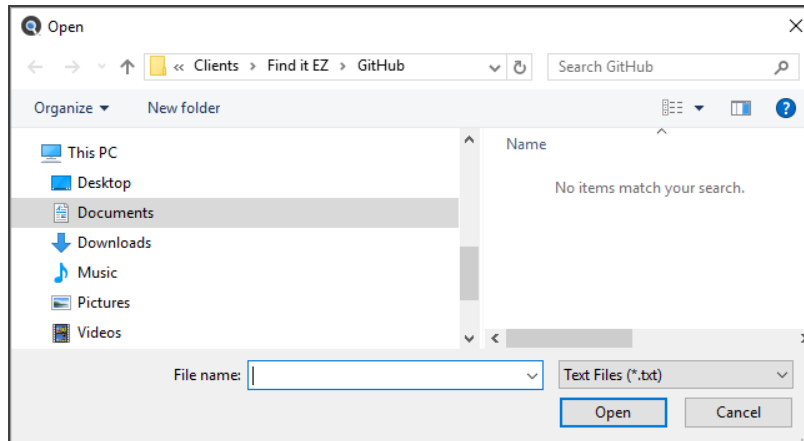 Open
« Clients › Find it EZ › GitHub
Search GitHub
Organize
New folder
This PC
Desktop
Documents
Downloads
Music
Pictures
Videos
Name
No items match your search.
File name:
Text Files (*.txt)
Open
Cancel